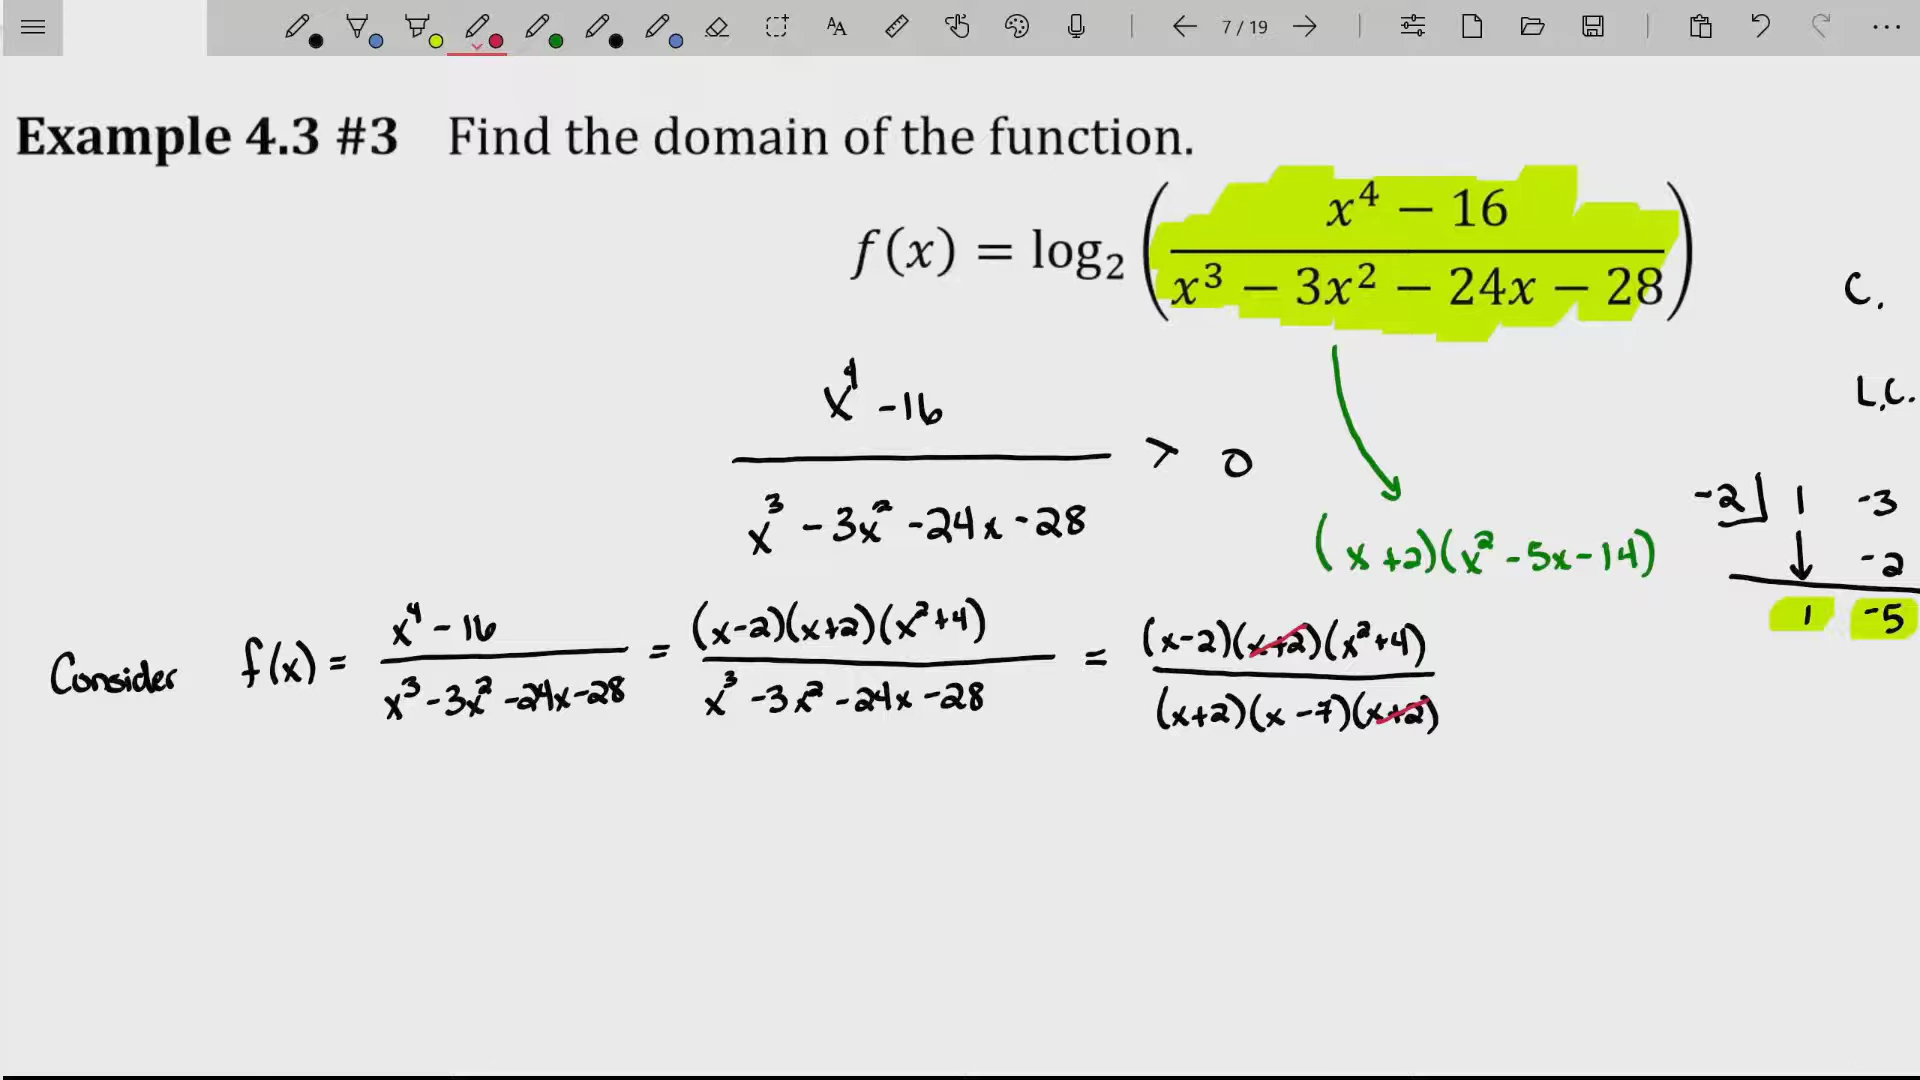 7 / 19
Example 4.3 #3 Find the domain of the function.
f(x) = log₂ ( (x⁴ − 16) / (x³ − 3x² − 24x − 28) )
C.
L.C.
x⁴ - 16
x³ - 3x² - 24x - 28
> 0
(x+2)(x² - 5x - 14)
-2 | 1 -3
-2
1 -5
Consider f(x) = (x⁴ - 16) / (x³ - 3x² - 24x - 28) = (x-2)(x+2)(x²+4) / (x³ - 3x² - 24x - 28) = (x-2)(x+2)(x²+4) / (x+2)(x-7)(x+2)